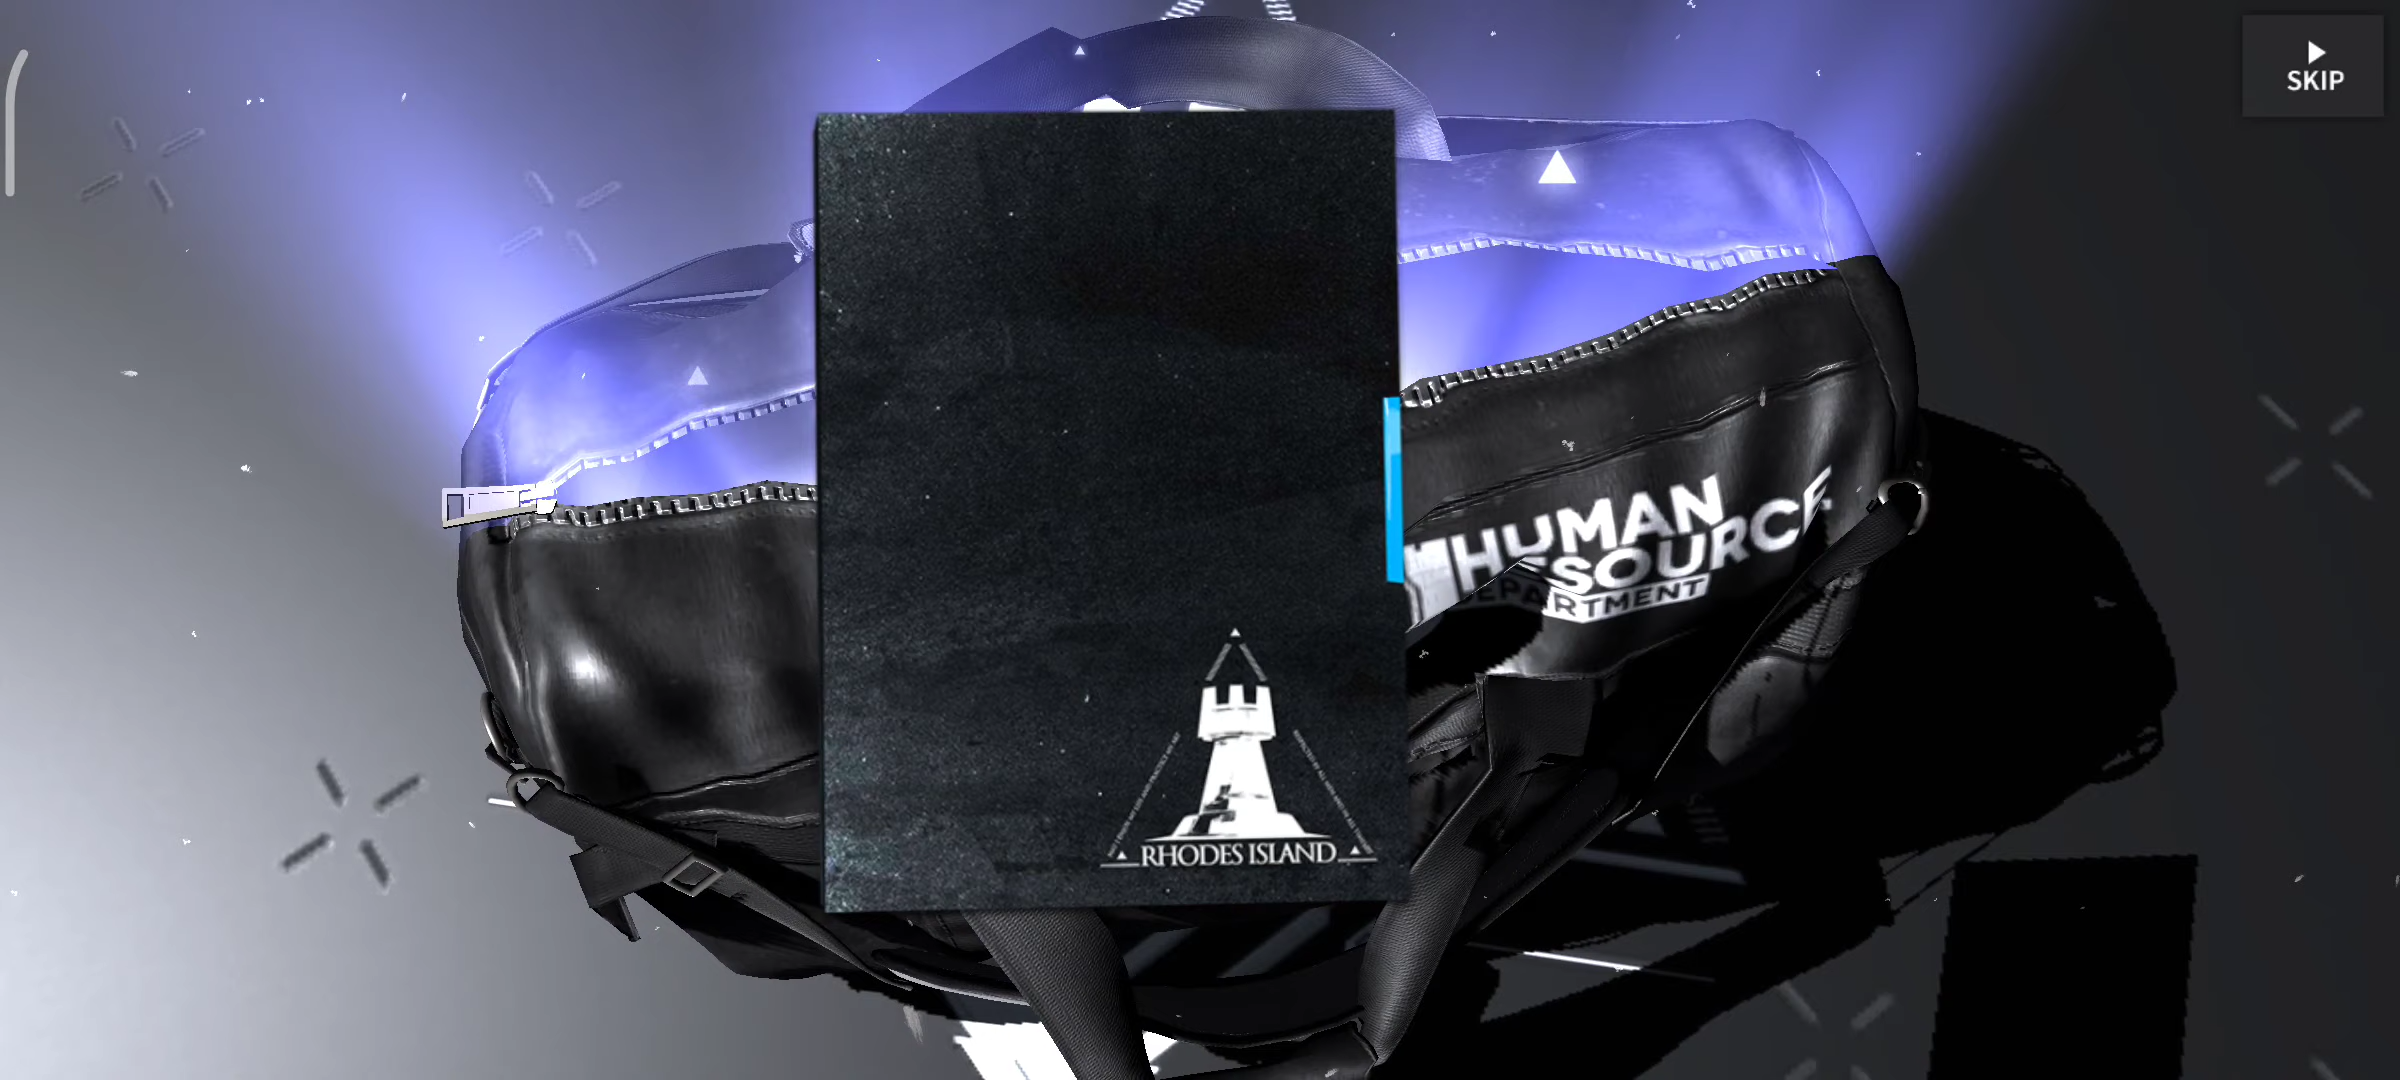 SKIP
HUMAN
RESOURCE
DEPARTMENT
RHODES ISLAND